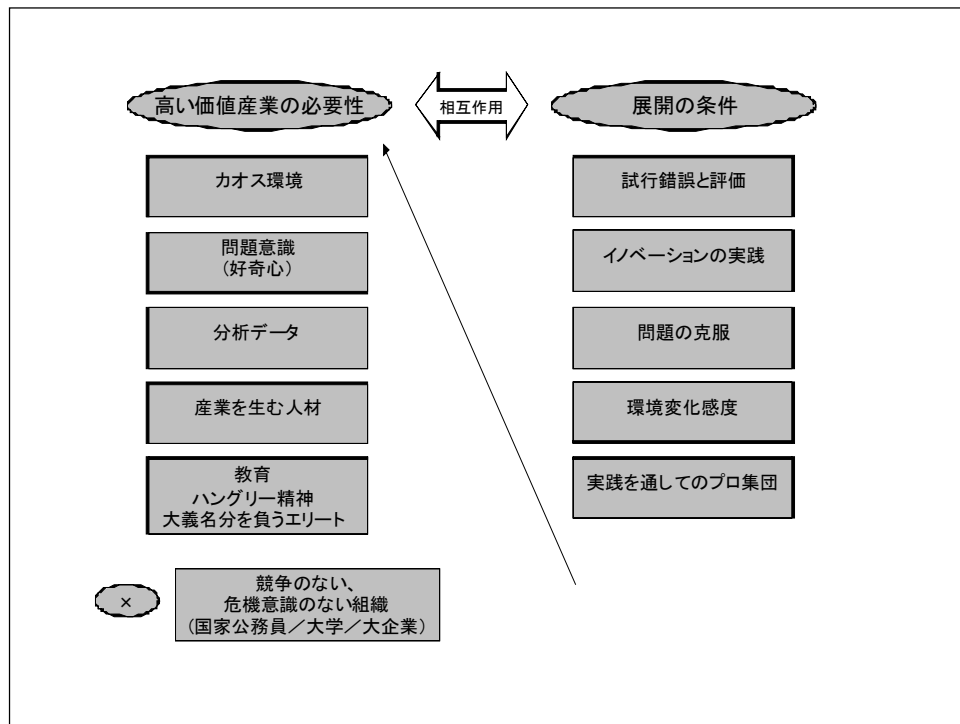 高い価値産業の必要性
相互作用
展開の条件
カオス環境
問題意識
（好奇心）
分析データ
産業を生む人材
教育
ハングリー精神
大義名分を負うエリート
試行錯誤と評価
イノベーションの実践
問題の克服
環境変化感度
実践を通してのプロ集団
×
競争のない、
危機意識のない組織
（国家公務員／大学／大企業）